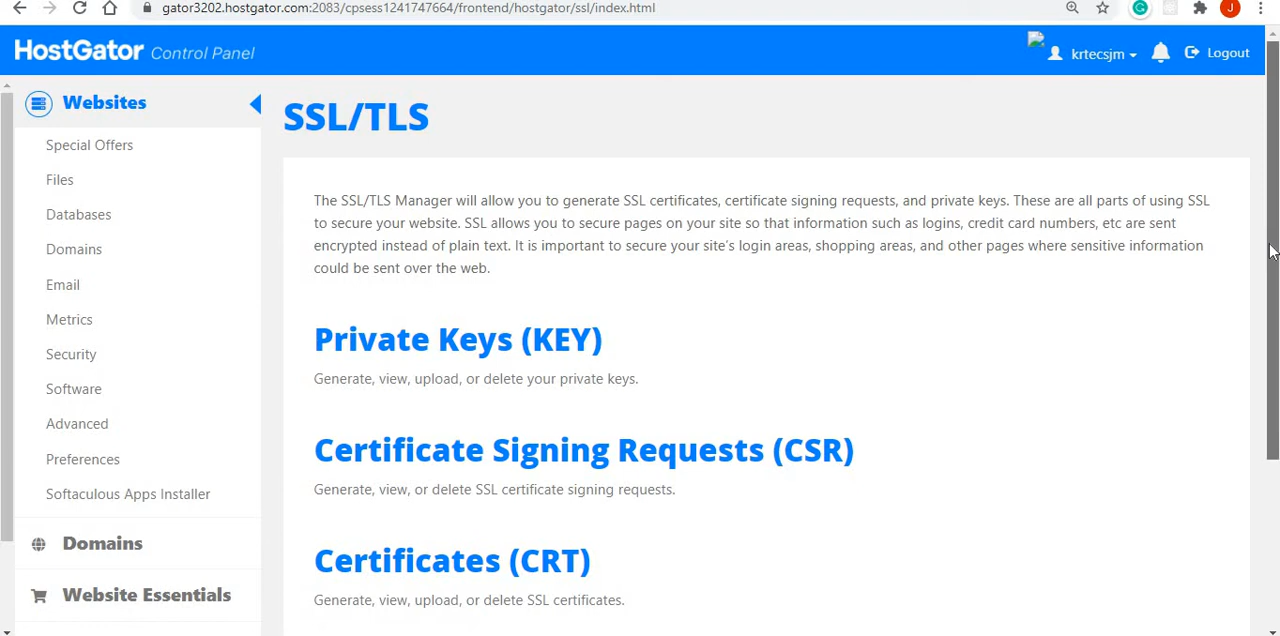 gator3202.hostgator.com:2083/cpsess1241747664/frontend/hostgator/ssl/index.html
J
HostGator Control Panel
krtecsjm
Logout
Websites
Special Offers
Files
Databases
Domains
Email
Metrics
Security
Software
Advanced
Preferences
Softaculous Apps Installer
Domains
Website Essentials
SSL/TLS
The SSL/TLS Manager will allow you to generate SSL certificates, certificate signing requests, and private keys. These are all parts of using SSL
to secure your website. SSL allows you to secure pages on your site so that information such as logins, credit card numbers, etc are sent
encrypted instead of plain text. It is important to secure your site's login areas, shopping areas, and other pages where sensitive information
could be sent over the web.
Private Keys (KEY)
Generate, view, upload, or delete your private keys.
Certificate Signing Requests (CSR)
Generate, view, or delete SSL certificate signing requests.
Certificates (CRT)
Generate, view, upload, or delete SSL certificates.